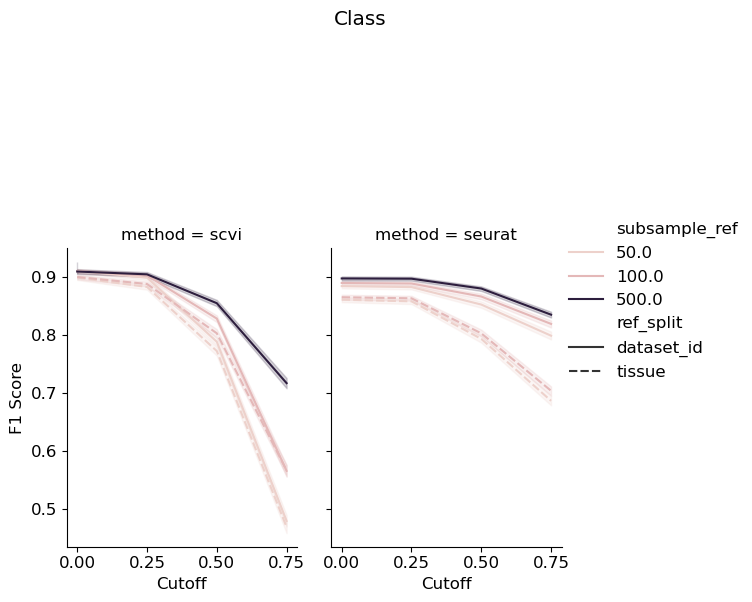 Class
method = scvi
method = seurat
subsample_ref
50.0
100.0
500.0
ref_split
dataset_id
tissue
F1 Score
0.9
0.8
0.7
0.6
0.5
0.00 0.25 0.50 0.75
0.00 0.25 0.50 0.75
Cutoff
Cutoff